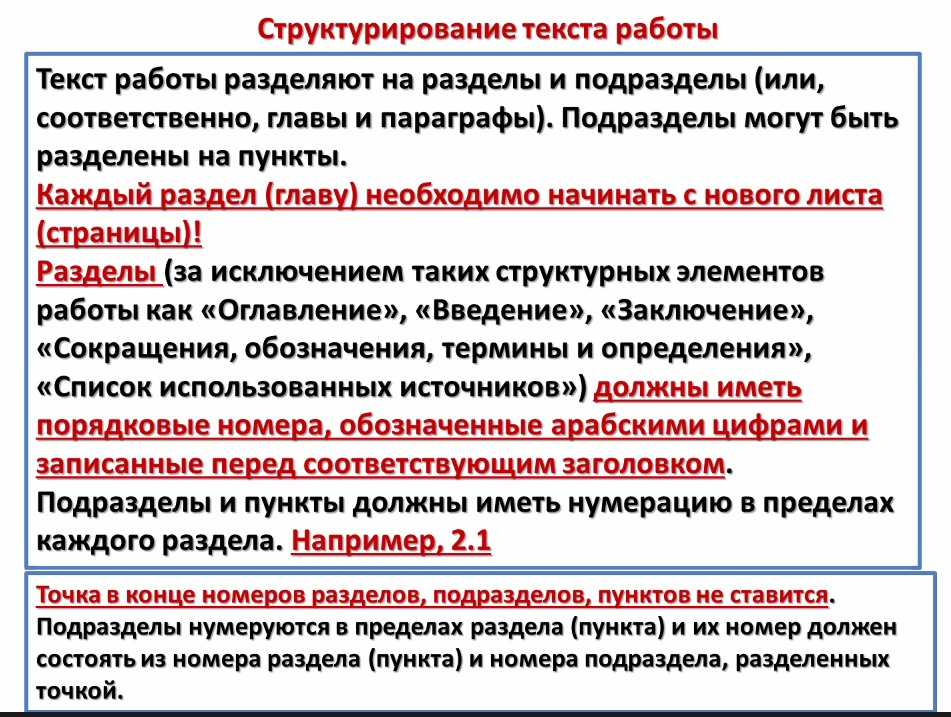 Структурирование текста работы
Текст работы разделяют на разделы и подразделы (или,
соответственно, главы и параграфы). Подразделы могут быть
разделены на пункты.
Каждый раздел (главу) необходимо начинать с нового листа
(страницы)!
Разделы (за исключением таких структурных элементов
работы как «Оглавление», «Введение», «Заключение»,
«Сокращения, обозначения, термины и определения»,
«Список использованных источников») должны иметь
порядковые номера, обозначенные арабскими цифрами и
записанные перед соответствующим заголовком.
Подразделы и пункты должны иметь нумерацию в пределах
каждого раздела. Например, 2.1
Точка в конце номеров разделов, подразделов, пунктов не ставится.
Подразделы нумеруются в пределах раздела (пункта) и их номер должен
состоять из номера раздела (пункта) и номера подраздела, разделенных
точкой.